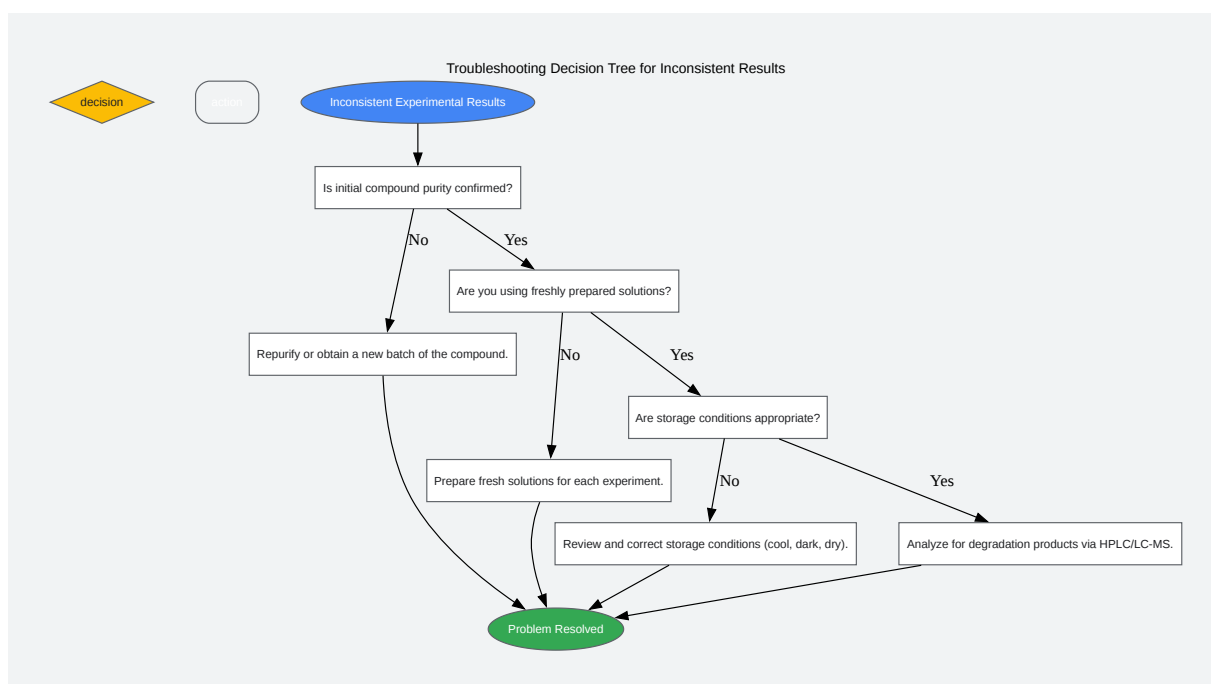 Troubleshooting Decision Tree for Inconsistent Results
decision
action
Inconsistent Experimental Results
Is initial compound purity confirmed?
No
Yes
Are you using freshly prepared solutions?
Repurify or obtain a new batch of the compound.
No
Yes
Are storage conditions appropriate?
Prepare fresh solutions for each experiment.
No
Yes
Review and correct storage conditions (cool, dark, dry).
Analyze for degradation products via HPLC/LC-MS.
Problem Resolved